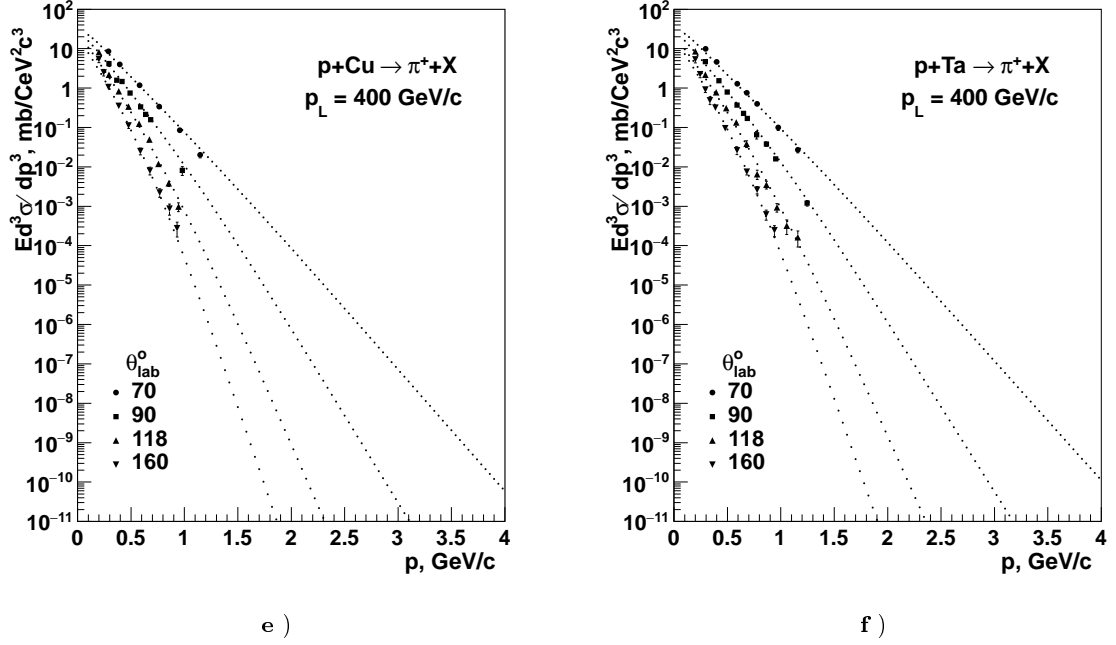 Ed³σ/dp³, mb/CeV²c³
10²
10
1
10⁻¹
10⁻²
10⁻³
10⁻⁴
10⁻⁵
10⁻⁶
10⁻⁷
10⁻⁸
10⁻⁹
10⁻¹⁰
10⁻¹¹
p+Cu → π⁺+X
p_L = 400 GeV/c
θ°_lab
70
90
118
160
0 0.5 1 1.5 2 2.5 3 3.5 4
p, GeV/c
e )
Ed³σ/dp³, mb/CeV²c³
10²
10
1
10⁻¹
10⁻²
10⁻³
10⁻⁴
10⁻⁵
10⁻⁶
10⁻⁷
10⁻⁸
10⁻⁹
10⁻¹⁰
10⁻¹¹
p+Ta → π⁺+X
p_L = 400 GeV/c
θ°_lab
70
90
118
160
0 0.5 1 1.5 2 2.5 3 3.5 4
p, GeV/c
f )